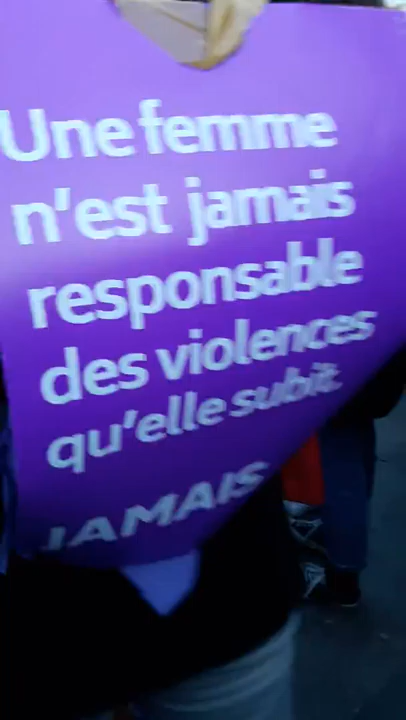 Une femme
n'est jamais
responsable
des violences
qu'elle subit.
JAMAIS